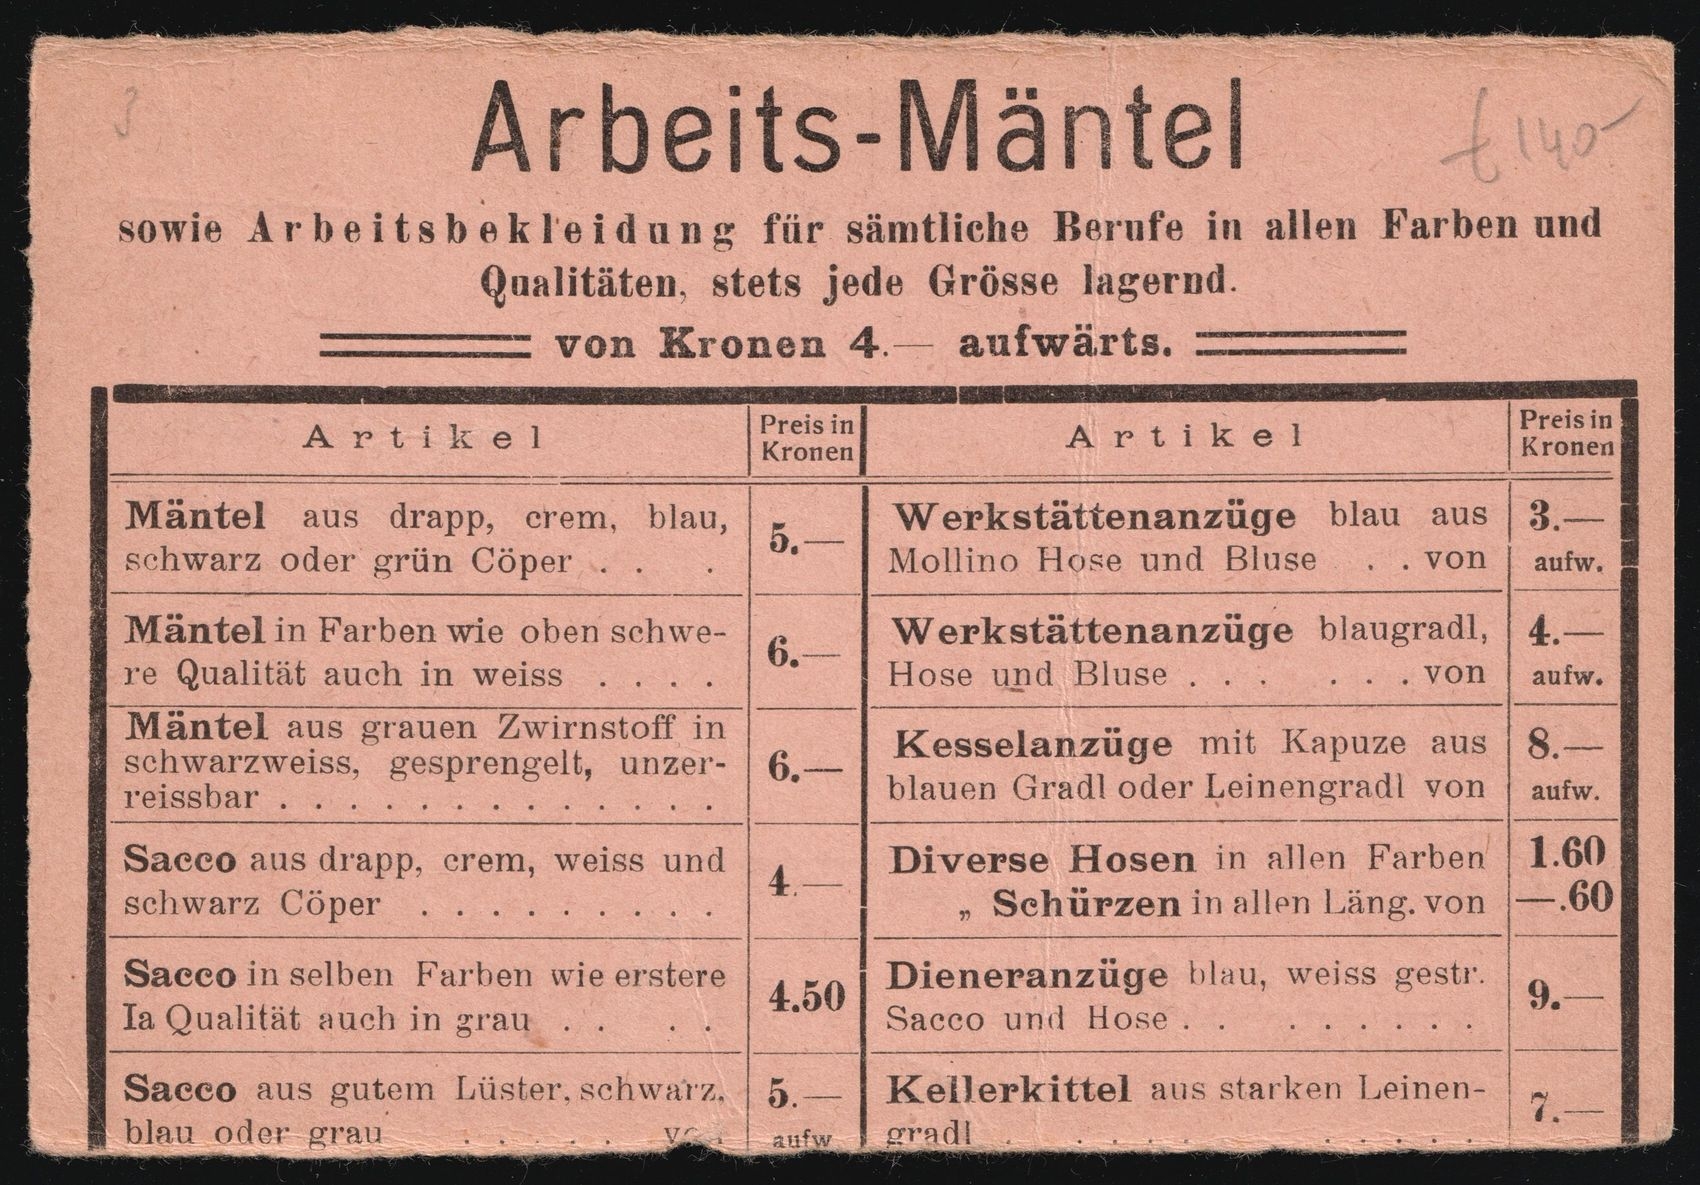 3
Arbeits-Mäntel
140
sowie Arbeitsbekleidung für sämtliche Berufe in allen Farben und
Qualitäten, stets jede Grösse lagernd.
von Kronen 4.— aufwärts.
Artikel
Preis in
Kronen
Mäntel aus drapp, crem, blau,
schwarz oder grün Cöper . . .
5.—
Mäntel in Farben wie oben schwe-
re Qualität auch in weiss . . . .
6.—
Mäntel aus grauen Zwirnstoff in
schwarzweiss, gesprengelt, unzer-
reissbar . . . . . . . . . . . . .
6.—
Sacco aus drapp, crem, weiss und
schwarz Cöper . . . . . . . . .
4.—
Sacco in selben Farben wie erstere
Ia Qualität auch in grau . . . .
4.50
Sacco aus gutem Lüster, schwarz,
blau oder grau . . . . .
5.—
aufw
Artikel
Preis in
Kronen
Werkstättenanzüge blau aus
Mollino Hose und Bluse . . von
3.—
aufw.
Werkstättenanzüge blaugradl,
Hose und Bluse . . . . . . von
4.—
aufw.
Kesselanzüge mit Kapuze aus
blauen Gradl oder Leinengradl von
8.—
aufw.
Diverse Hosen in allen Farben
1.60
„ Schürzen in allen Läng. von
—.60
Dieneranzüge blau, weiss gestr.
Sacco und Hose . . . . . . . .
9.—
Kellerkittel aus starken Leinen-
gradl . . . . . . . . . . . . .
7.—